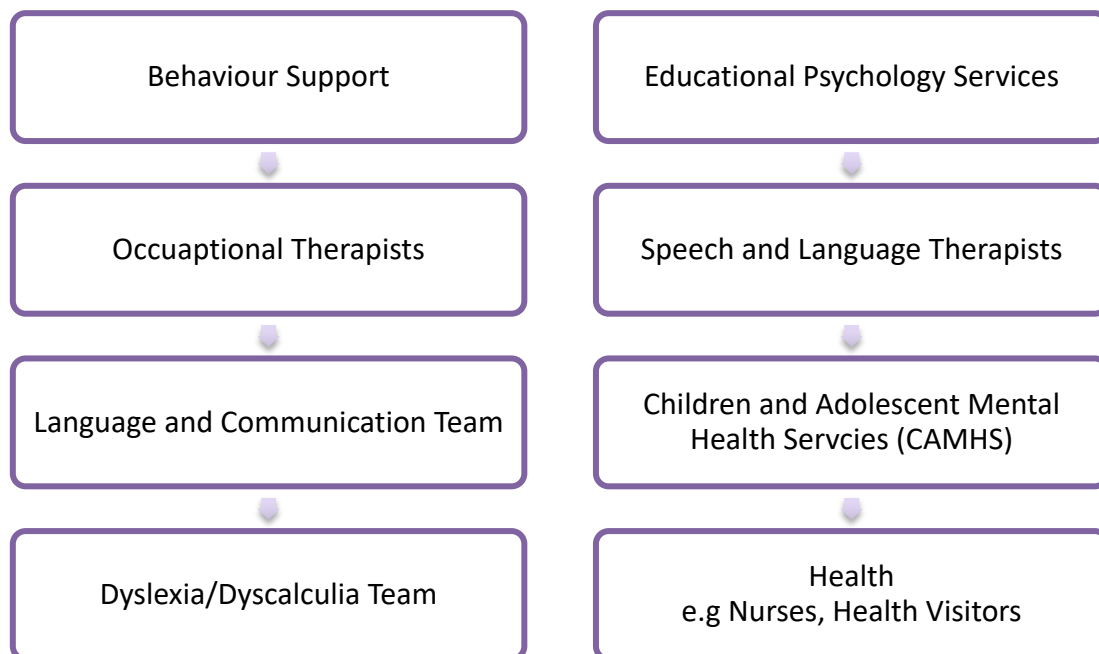 Behaviour Support
Occuaptional Therapists
Language and Communication Team
Dyslexia/Dyscalculia Team
Educational Psychology Services
Speech and Language Therapists
Children and Adolescent Mental
Health Servcies (CAMHS)
Health
e.g Nurses, Health Visitors